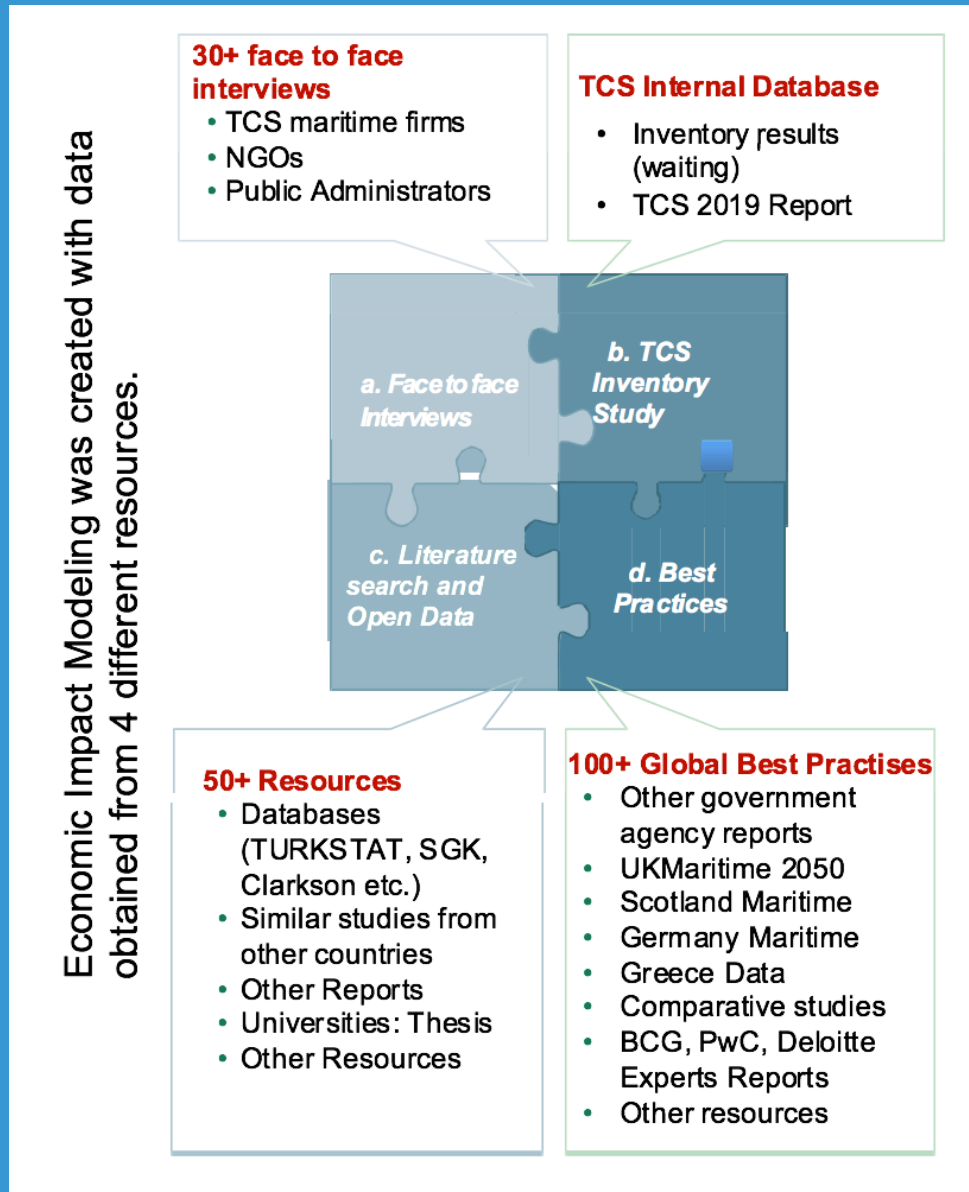 Economic Impact Modeling was created with data
obtained from 4 different resources.
30+ face to face
interviews
• TCS maritime firms
• NGOs
• Public Administrators
TCS Internal Database
• Inventory results
(waiting)
• TCS 2019 Report
a. Face to face
Interviews
b. TCS
Inventory
Study
c. Literature
search and
Open Data
d. Best
Practices
50+ Resources
• Databases
(TURKSTAT, SGK,
Clarkson etc.)
• Similar studies from
other countries
• Other Reports
• Universities: Thesis
• Other Resources
100+ Global Best Practises
• Other government
agency reports
• UKMaritime 2050
• Scotland Maritime
• Germany Maritime
• Greece Data
• Comparative studies
• BCG, PwC, Deloitte
Experts Reports
• Other resources